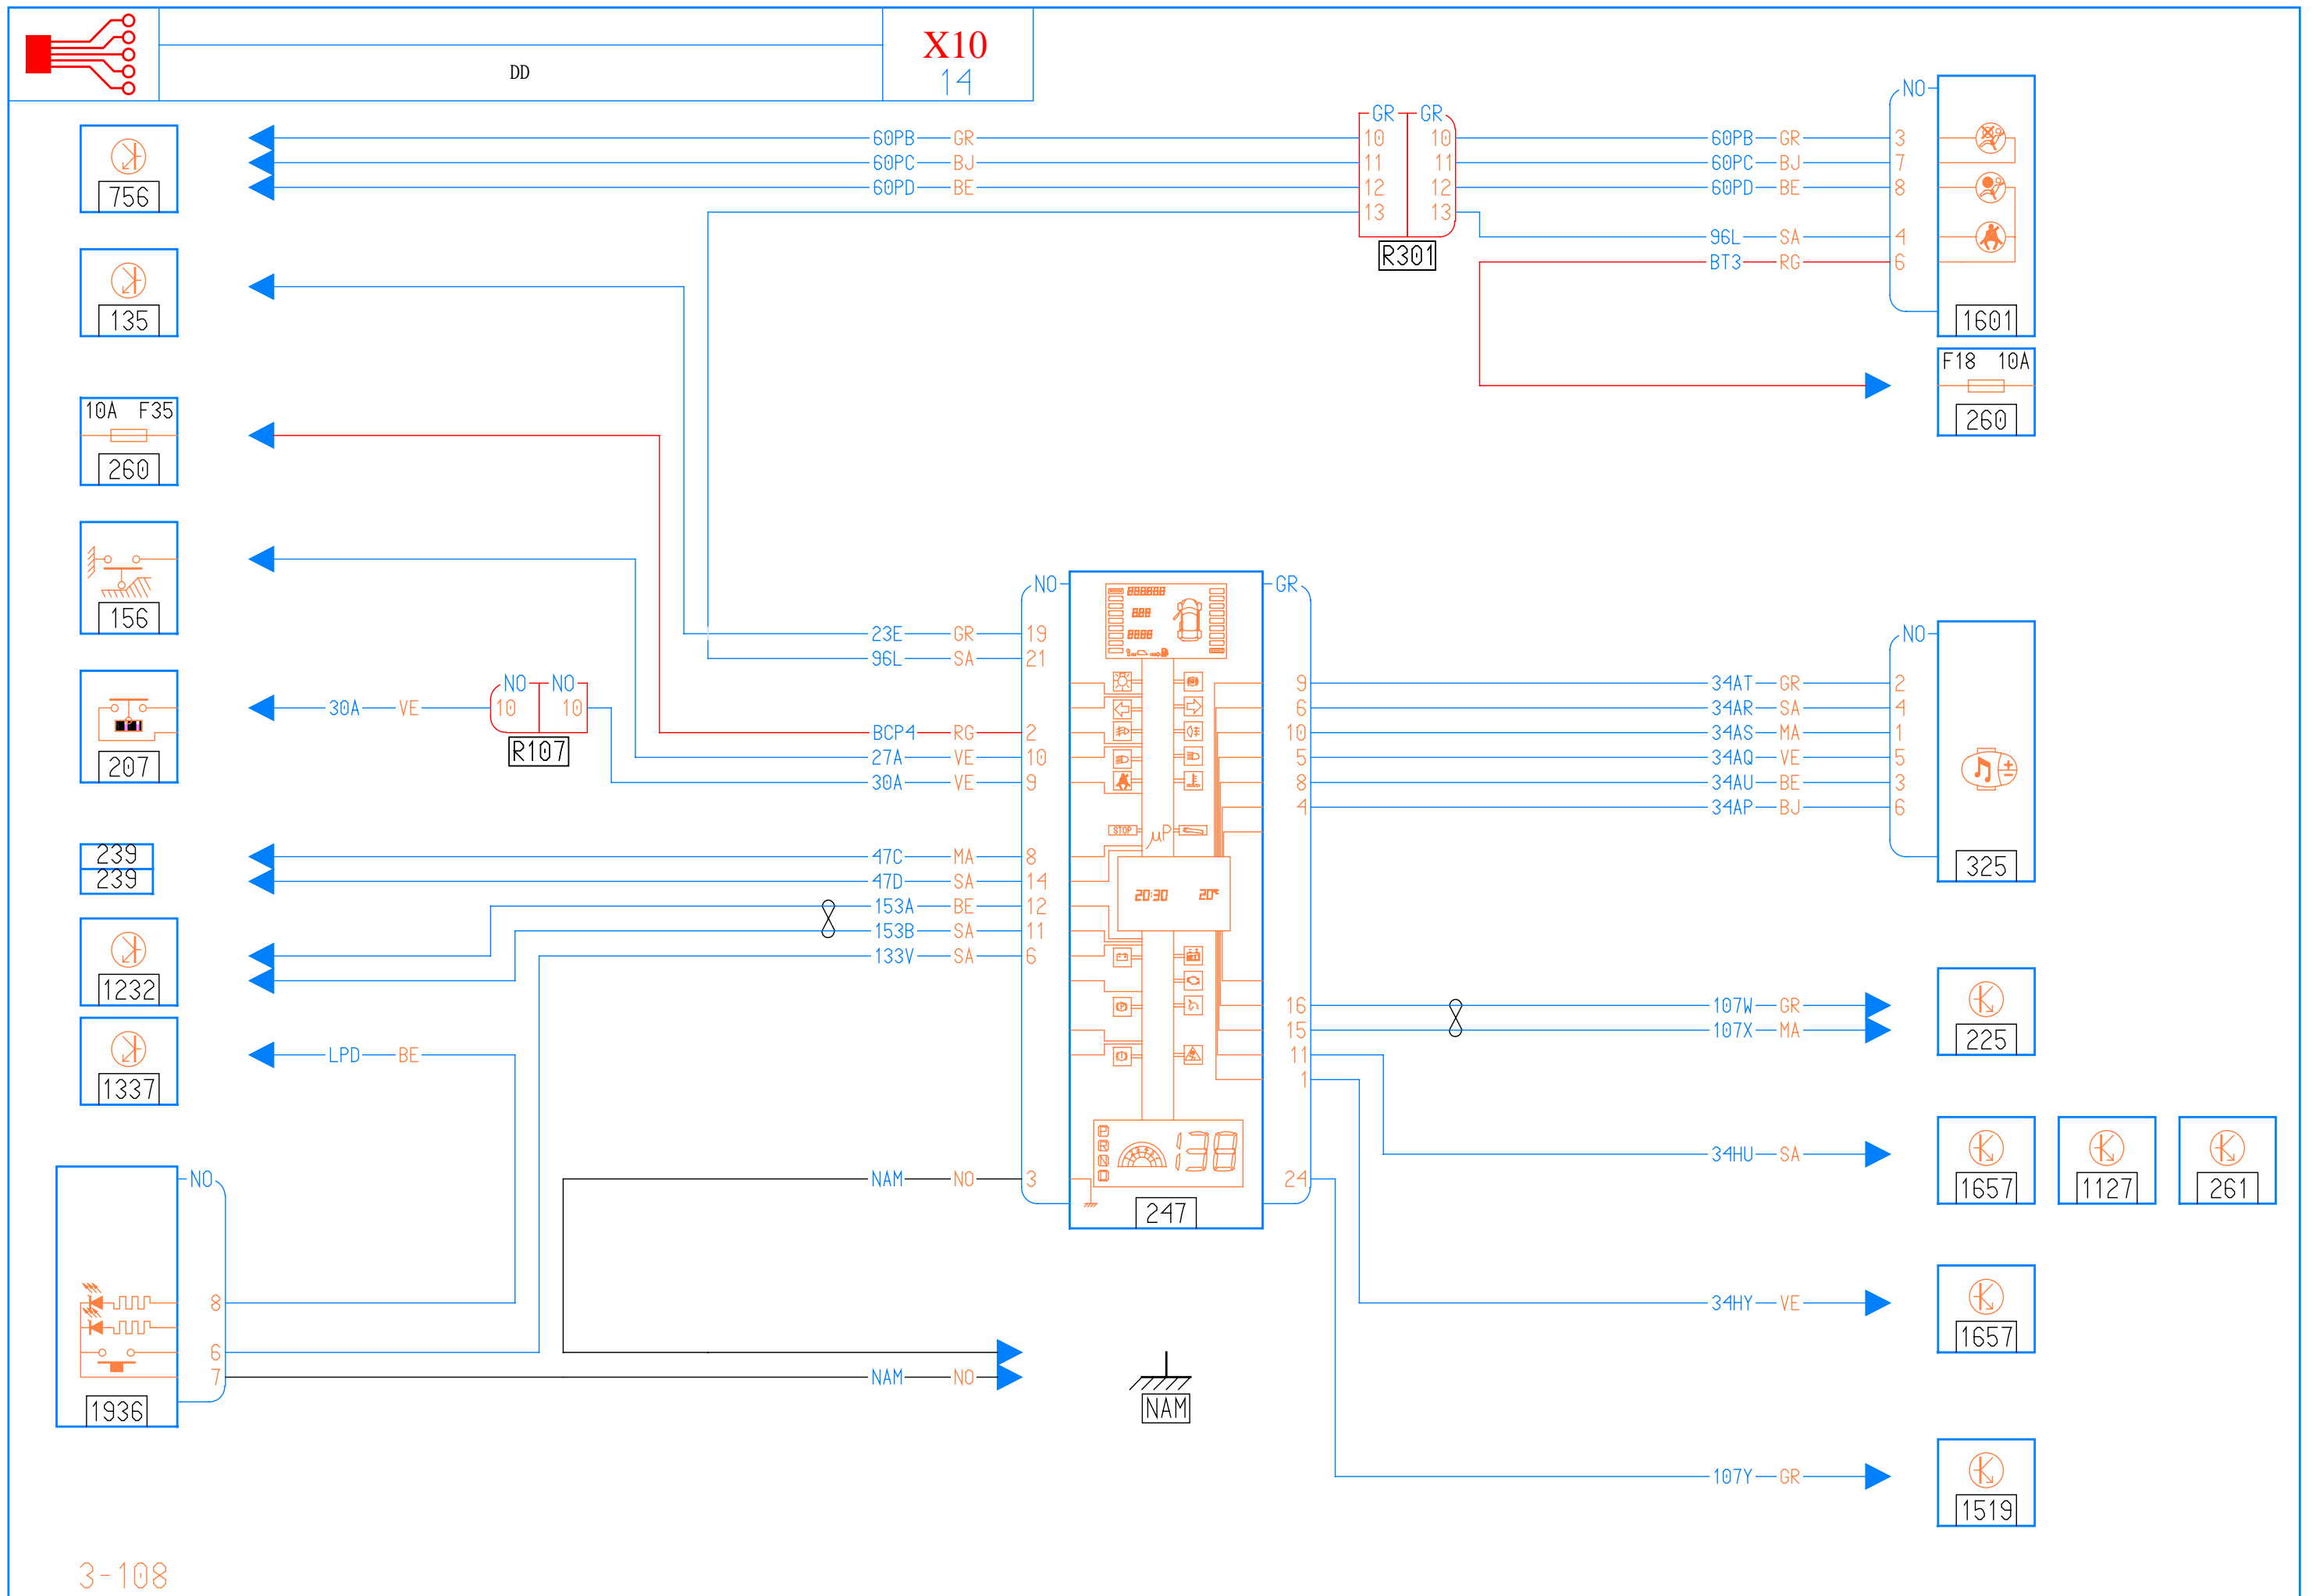 X10
DD
14
NO
GR GR
60PB GR 10 10 60PB GR 3
60PC BJ 11 11 60PC BJ 7
756 60PD BE 12 12 60PD BE 8
13 13
96L SA 4
R301 BT3 RG 6
135 1601
F18 10A
10A F35
260
260
156 NO GR
23E GR 19 NO
96L SA 21
NO NO 9 34AT GR 2
30A VE 10 10 6 34AR SA 4
BCP4 RG 2 10 34AS MA 1
R107 27A VE 10 5 34AQ VE 5
207 30A VE 9 8 34AU BE 3
4 34AP BJ 6
STOP µP
239 47C MA 8 325
239 47D SA 14
20:30 20°C
153A BE 12
153B SA 11
133V SA 6
1232 16 107W GR
15 107X MA 225
LPD BE 11
1337 1
P
R 138
N
D
34HU SA
NO NAM NO 3 24 1657 1127 261
247
8 34HY VE
6 1657
7 NAM NO
1936 NAM
107Y GR
1519
3-108